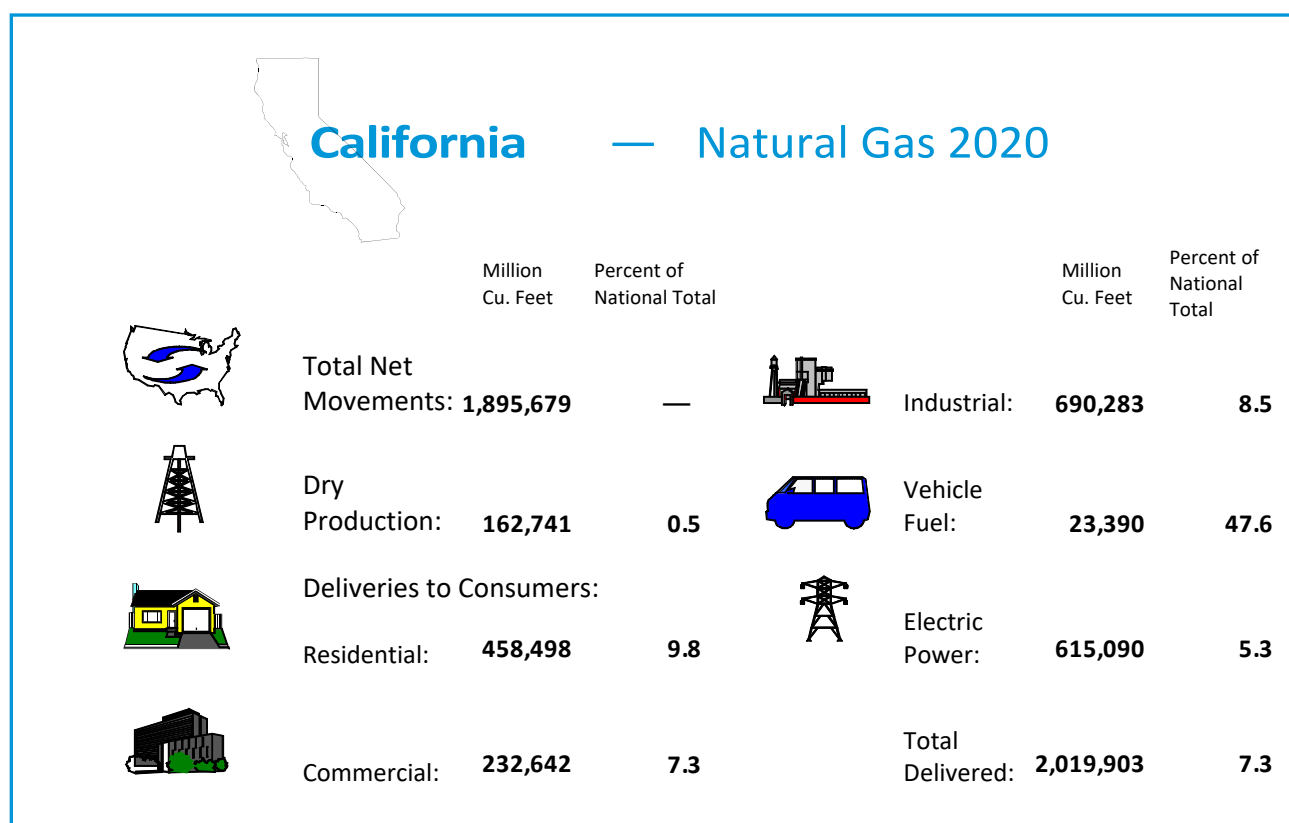 California — Natural Gas 2020
Million
Cu. Feet
Percent of
National Total
Million
Cu. Feet
Percent of
National
Total
Total Net
Movements: 1,895,679 —
Industrial: 690,283 8.5
Dry
Production: 162,741 0.5
Vehicle
Fuel: 23,390 47.6
Deliveries to Consumers:
Residential: 458,498 9.8
Electric
Power: 615,090 5.3
Commercial: 232,642 7.3
Total
Delivered: 2,019,903 7.3